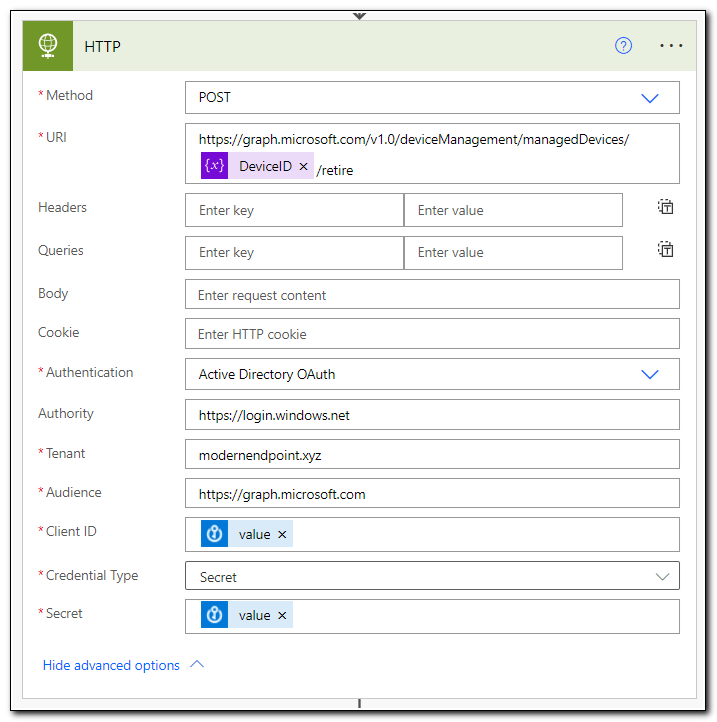 HTTP
* Method
POST
* URI
https://graph.microsoft.com/v1.0/deviceManagement/managedDevices/
{x} DeviceID × /retire
Headers
Enter key
Enter value
Queries
Enter key
Enter value
Body
Enter request content
Cookie
Enter HTTP cookie
* Authentication
Active Directory OAuth
Authority
https://login.windows.net
* Tenant
modernendpoint.xyz
* Audience
https://graph.microsoft.com
* Client ID
value ×
* Credential Type
Secret
* Secret
value ×
Hide advanced options